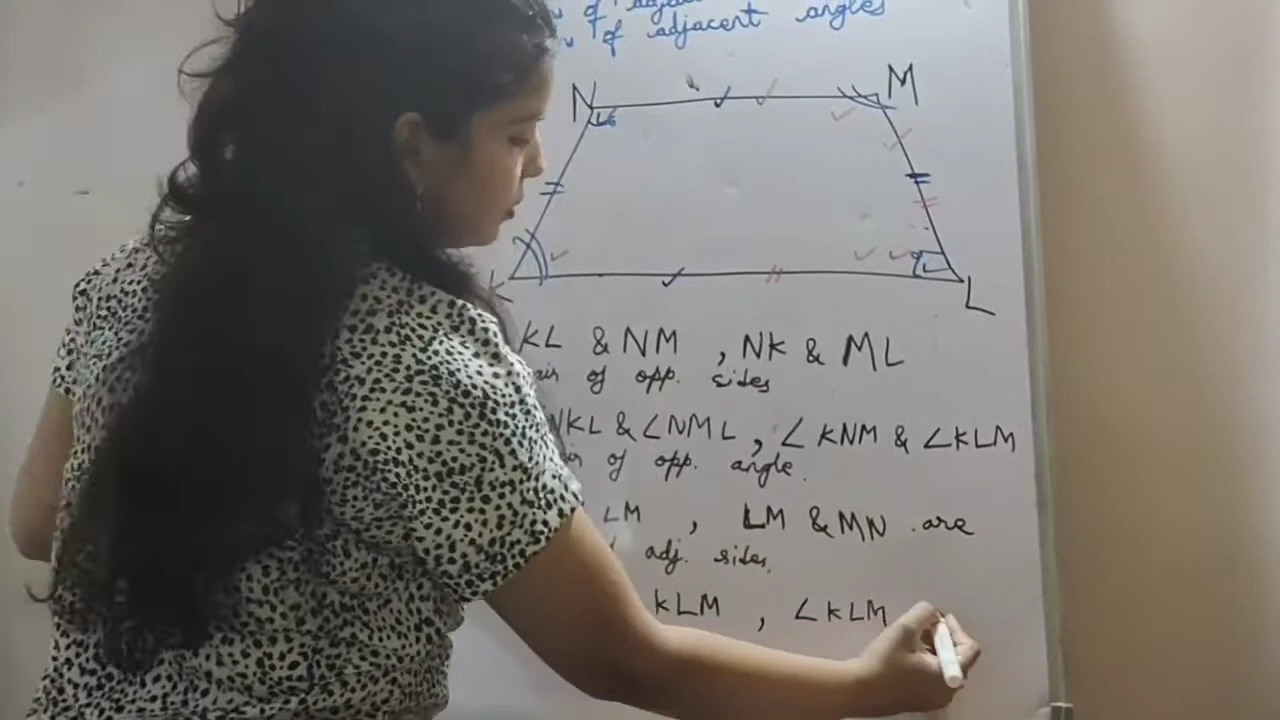 of
of adjacent angles
N M
L
KL & NM , NK & ML
of opp. sides
NKL & ∠NML , ∠KNM & ∠KLM
of opp. angle.
LM , LM & MN are
adj. sides.
KLM , ∠KLM